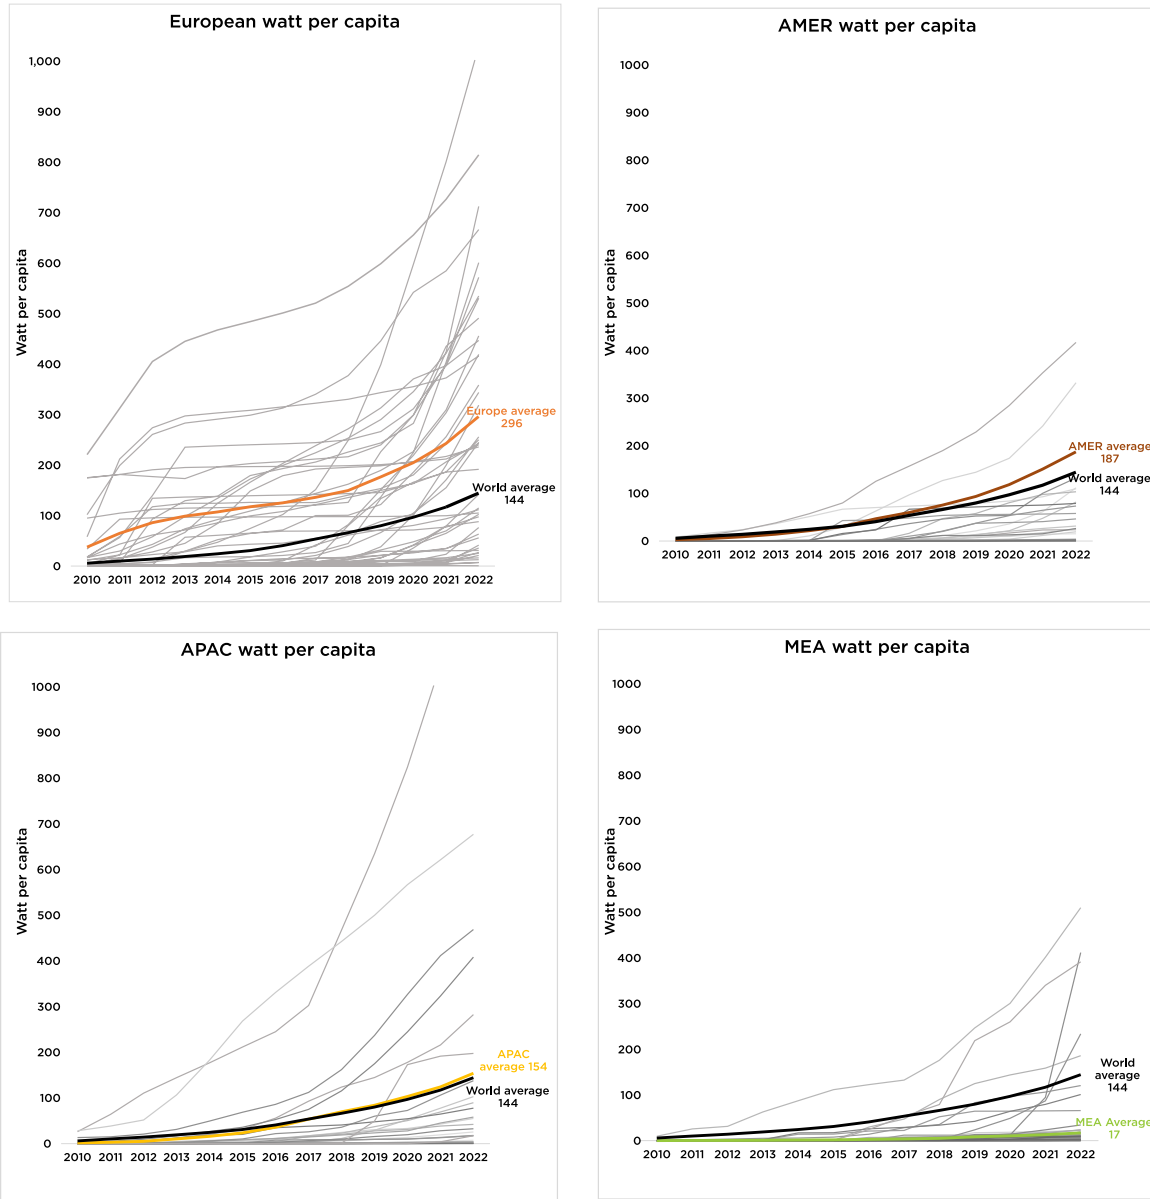 European watt per capita
1,000
900
800
700
600
500
400
300
200
100
0
Watt per capita
Europe average
296
World average
144
2010 2011 2012 2013 2014 2015 2016 2017 2018 2019 2020 2021 2022
AMER watt per capita
1000
900
800
700
600
500
400
300
200
100
0
Watt per capita
AMER average
187
World average
144
2010 2011 2012 2013 2014 2015 2016 2017 2018 2019 2020 2021 2022
APAC watt per capita
1000
900
800
700
600
500
400
300
200
100
0
Watt per capita
APAC
average 154
World average
144
2010 2011 2012 2013 2014 2015 2016 2017 2018 2019 2020 2021 2022
MEA watt per capita
1000
900
800
700
600
500
400
300
200
100
0
Watt per capita
World
average
144
MEA Average
17
2010 2011 2012 2013 2014 2015 2016 2017 2018 2019 2020 2021 2022